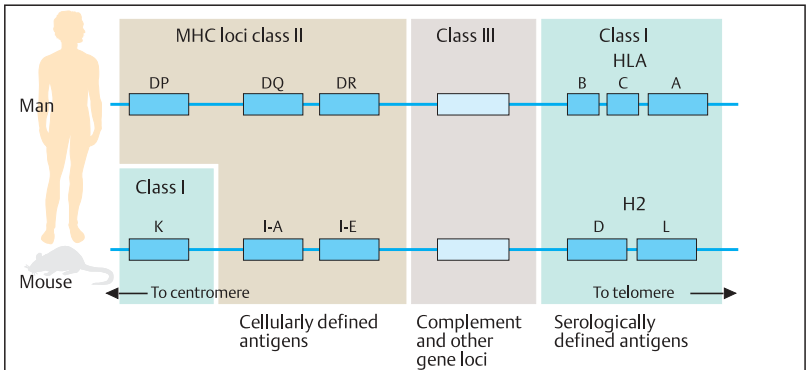 MHC loci class II
Class III
Class I
HLA
DP
DQ
DR
B
C
A
Man
Class I
H2
K
I-A
I-E
D
L
Mouse
To centromere
To telomere
Cellularly defined
antigens
Complement
and other
gene loci
Serologically
defined antigens